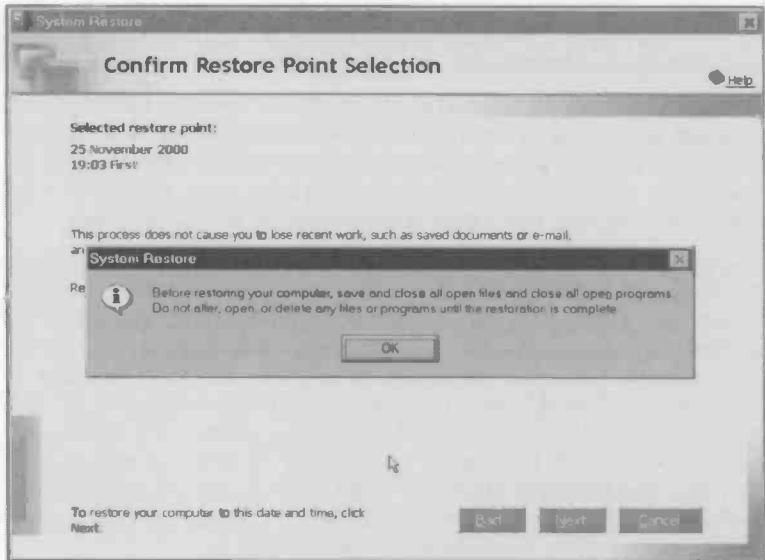 System Restore
Confirm Restore Point Selection
Help
Selected restore point:
25 November 2000
19:03 First
This process does not cause you to lose recent work, such as saved documents or e-mail,
an
System Restore
Re
Before restoring your computer, save and close all open files and close all open programs.
Do not alter, open, or delete any files or programs until the restoration is complete
OK
To restore your computer to this date and time, click
Next.
Back Next Cancel